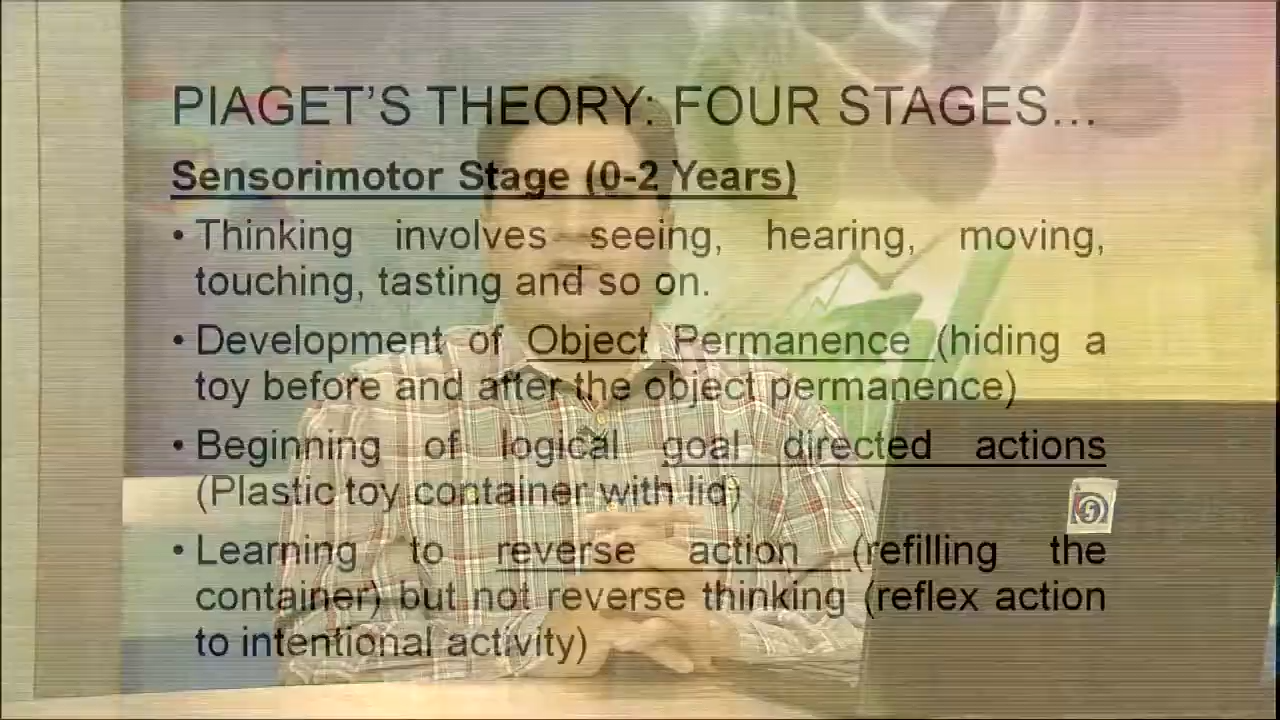 PIAGET’S THEORY: FOUR STAGES...
Sensorimotor Stage (0-2 Years)
• Thinking involves seeing, hearing, moving,
touching, tasting and so on.
• Development of Object Permanence (hiding a
toy before and after the object permanence)
• Beginning of logical goal directed actions
(Plastic toy container with lid)
• Learning to reverse action (refilling the
container) but not reverse thinking (reflex action
to intentional activity)